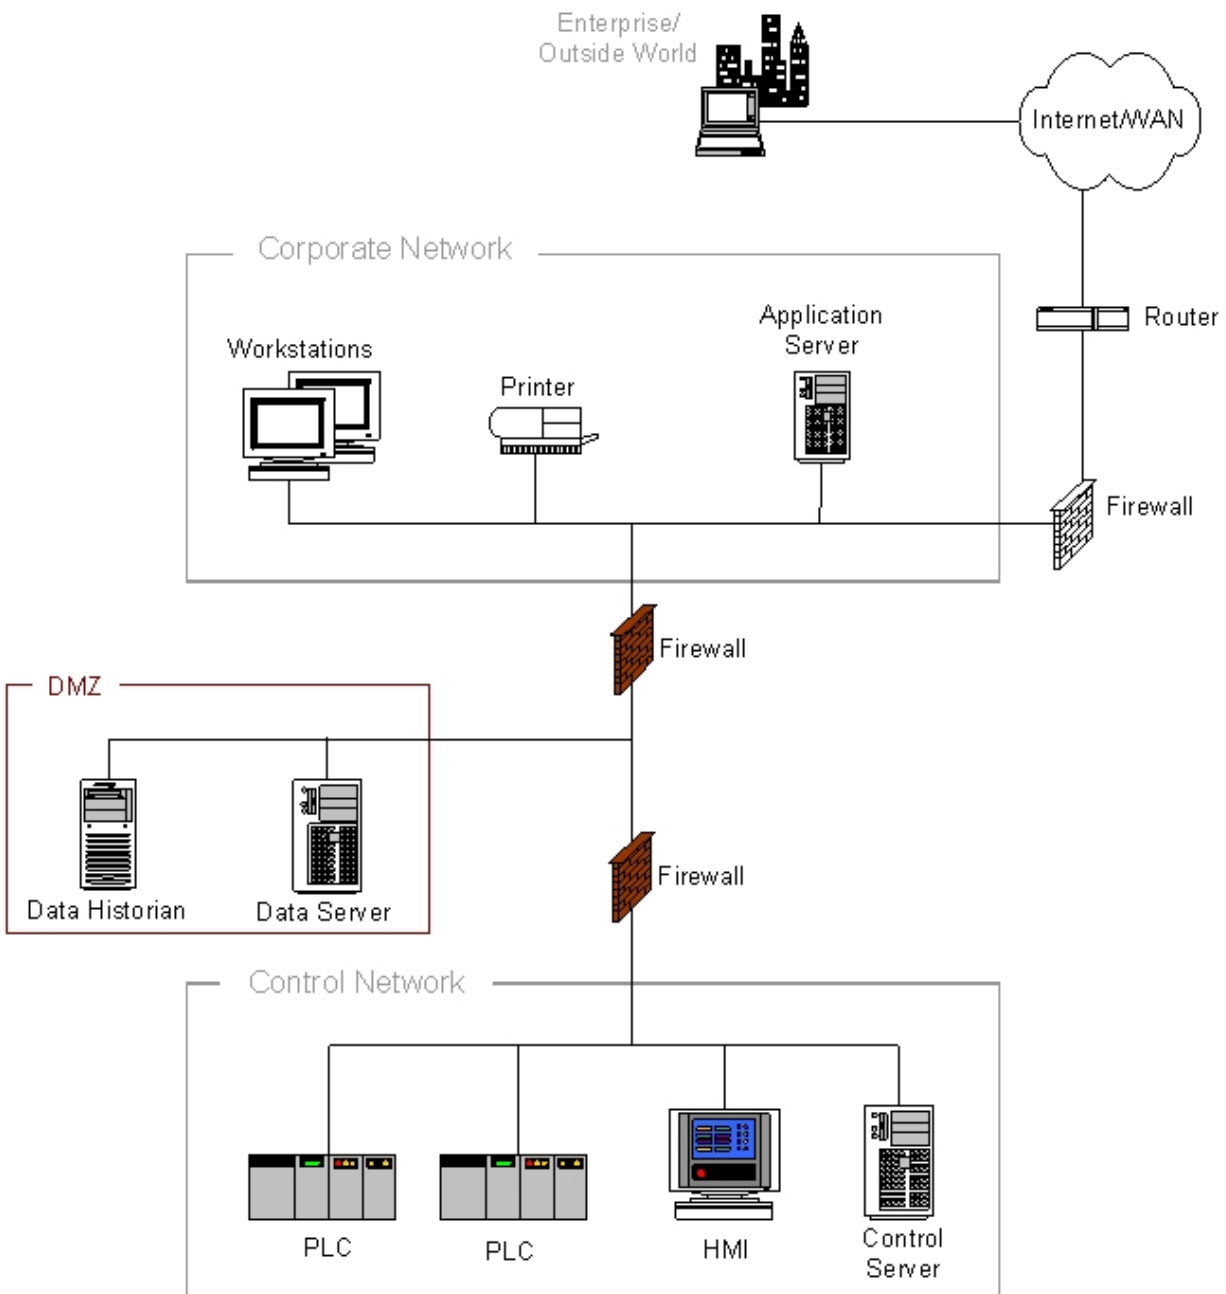 Enterprise/
Outside World
Internet/WAN
Corporate Network
Router
Application
Server
Workstations
Printer
Firewall
Firewall
DMZ
Firewall
Data Historian
Data Server
Control Network
PLC
PLC
HMI
Control
Server